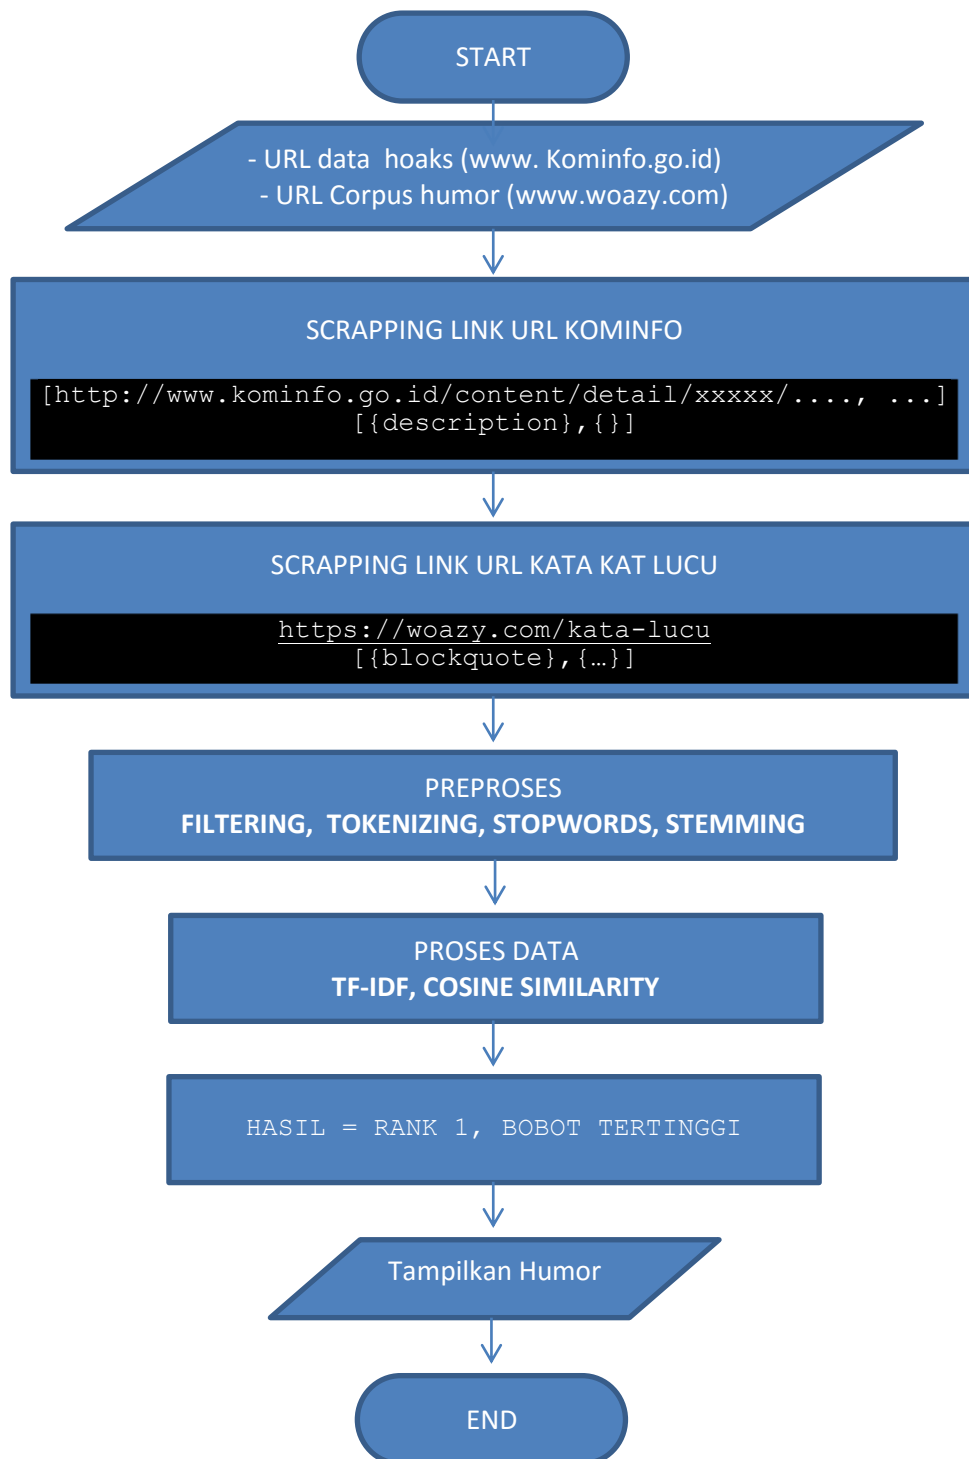 START
- URL data  hoaks (www. Kominfo.go.id)
- URL Corpus humor (www.woazy.com)
SCRAPPING LINK URL KOMINFO
[http://www.kominfo.go.id/content/detail/xxxxx/...., ...]
[{description},{}]
SCRAPPING LINK URL KATA KAT LUCU
https://woazy.com/kata-lucu
[{blockquote},{…}]
PREPROSES
FILTERING,  TOKENIZING, STOPWORDS, STEMMING
PROSES DATA
TF-IDF, COSINE SIMILARITY
HASIL = RANK 1, BOBOT TERTINGGI
Tampilkan Humor
END